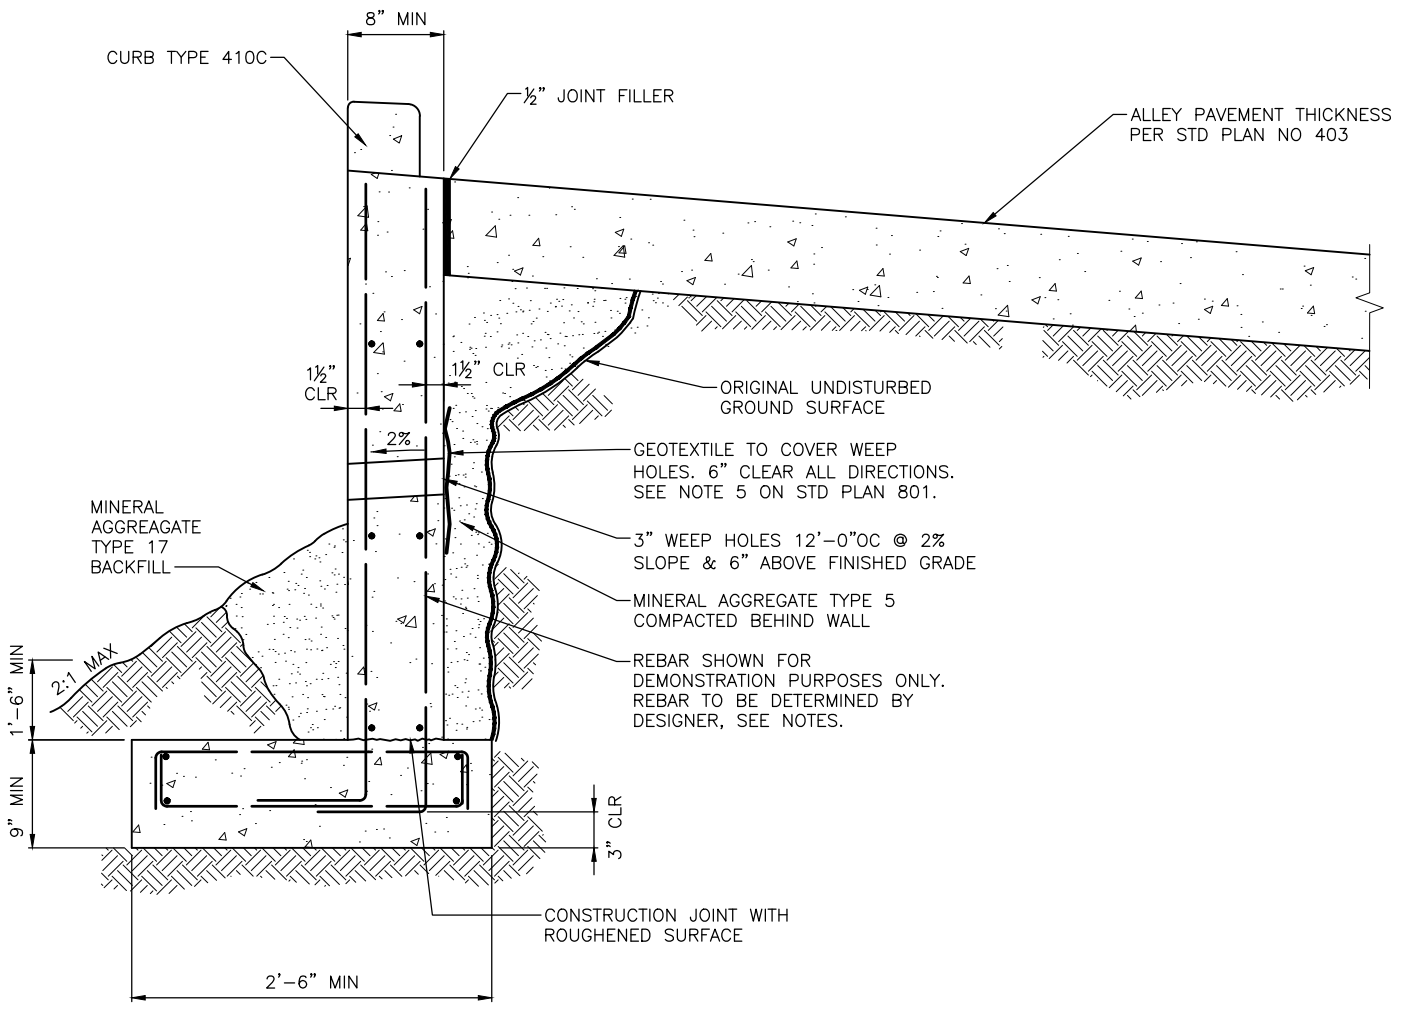 8” MIN
CURB TYPE 410C
½” JOINT FILLER
ALLEY PAVEMENT THICKNESS
PER STD PLAN NO 403
1½”
CLR
1½” CLR
ORIGINAL UNDISTURBED
GROUND SURFACE
2%
GEOTEXTILE TO COVER WEEP
HOLES. 6” CLEAR ALL DIRECTIONS.
SEE NOTE 5 ON STD PLAN 801.
MINERAL
AGGREAGATE
TYPE 17
BACKFILL
3” WEEP HOLES 12’-0”OC @ 2%
SLOPE & 6” ABOVE FINISHED GRADE
MINERAL AGGREGATE TYPE 5
COMPACTED BEHIND WALL
REBAR SHOWN FOR
DEMONSTRATION PURPOSES ONLY.
REBAR TO BE DETERMINED BY
DESIGNER, SEE NOTES.
2:1 MAX
1’-6” MIN
9” MIN
3” CLR
CONSTRUCTION JOINT WITH
ROUGHENED SURFACE
2’-6” MIN